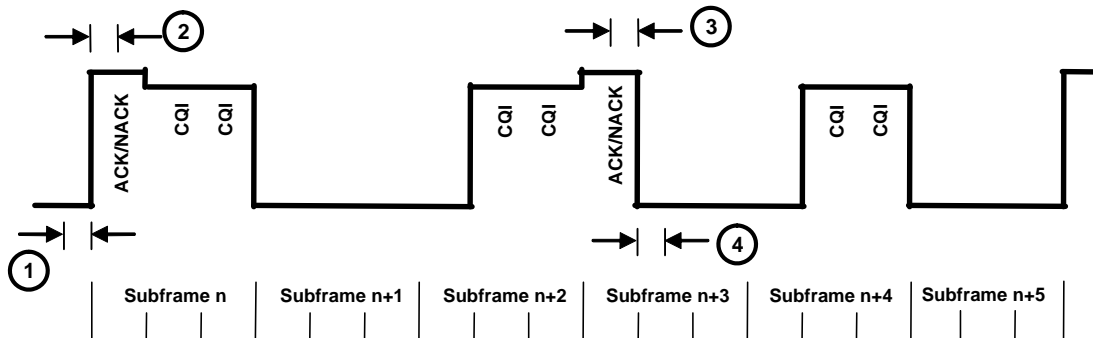 2
3
ACK/NACK
CQI
CQI
CQI
CQI
ACK/NACK
CQI
CQI
1
4
Subframe n
Subframe n+1
Subframe n+2
Subframe n+3
Subframe n+4
Subframe n+5